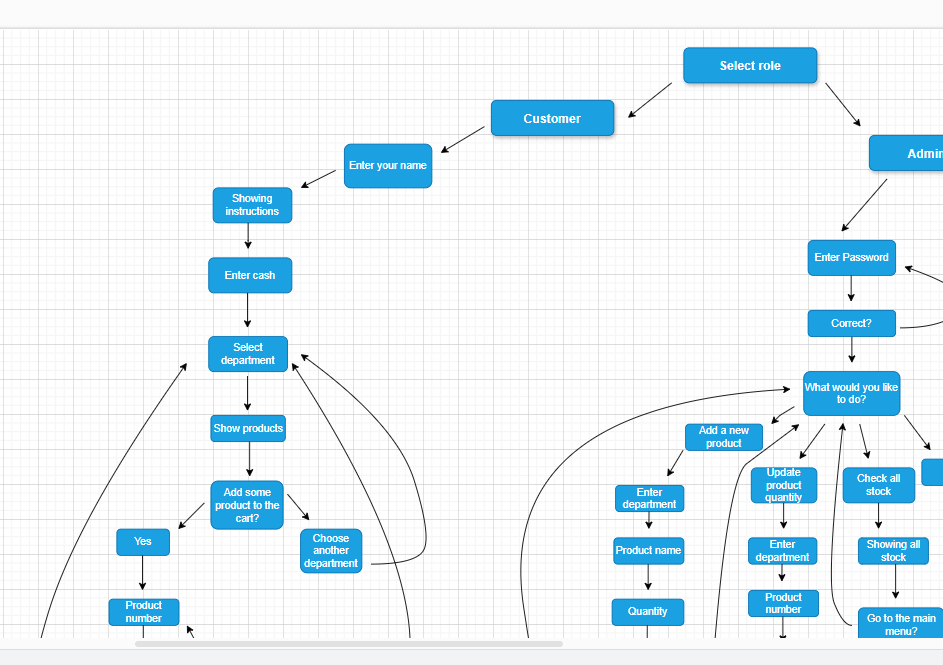 Select role
Customer
Admin
Enter your name
Showing
instructions
Enter Password
Enter cash
Correct?
Select
department
What would you like
to do?
Show products
Add a new
product
Add some
product to the
cart?
Update
product
quantity
Check all
stock
Enter
department
Yes
Choose
another
department
Product name
Enter
department
Showing all
stock
Product
number
Quantity
Product
number
Go to the main
menu?